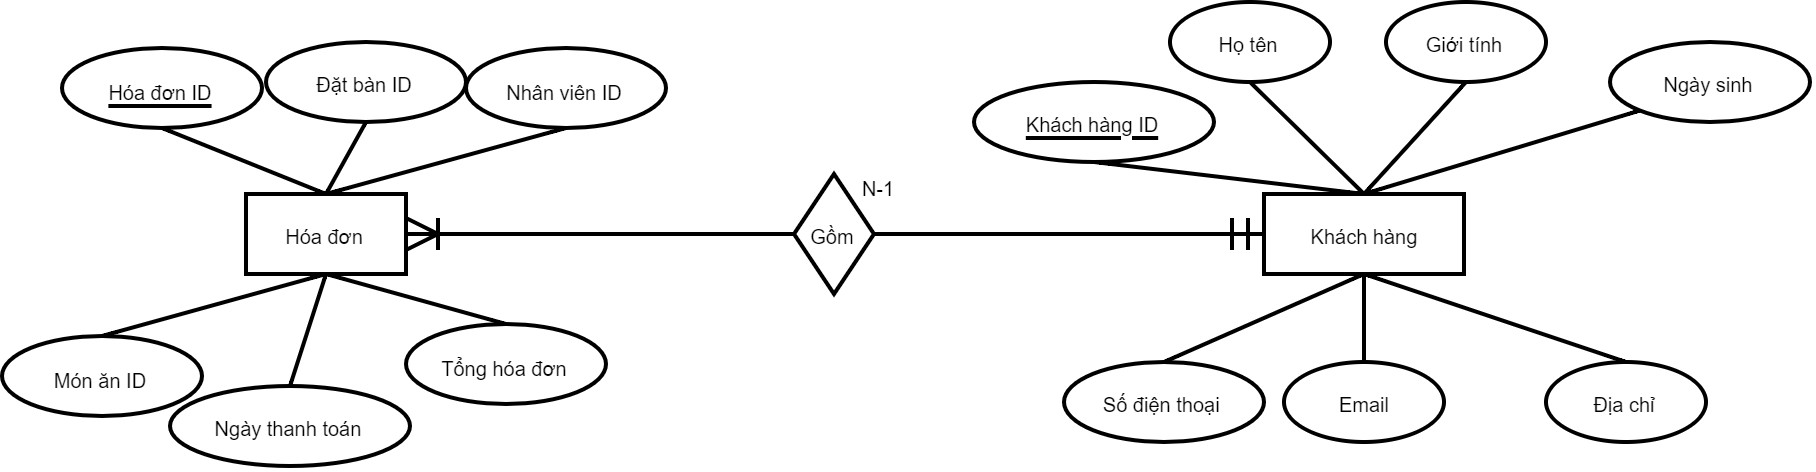 Họ tên
Giới tính
Hóa đơn ID
Đặt bàn ID
Nhân viên ID
Ngày sinh
Khách hàng ID
N-1
Hóa đơn
Gồm
Khách hàng
Món ăn ID
Ngày thanh toán
Tổng hóa đơn
Số điện thoại
Email
Địa chỉ